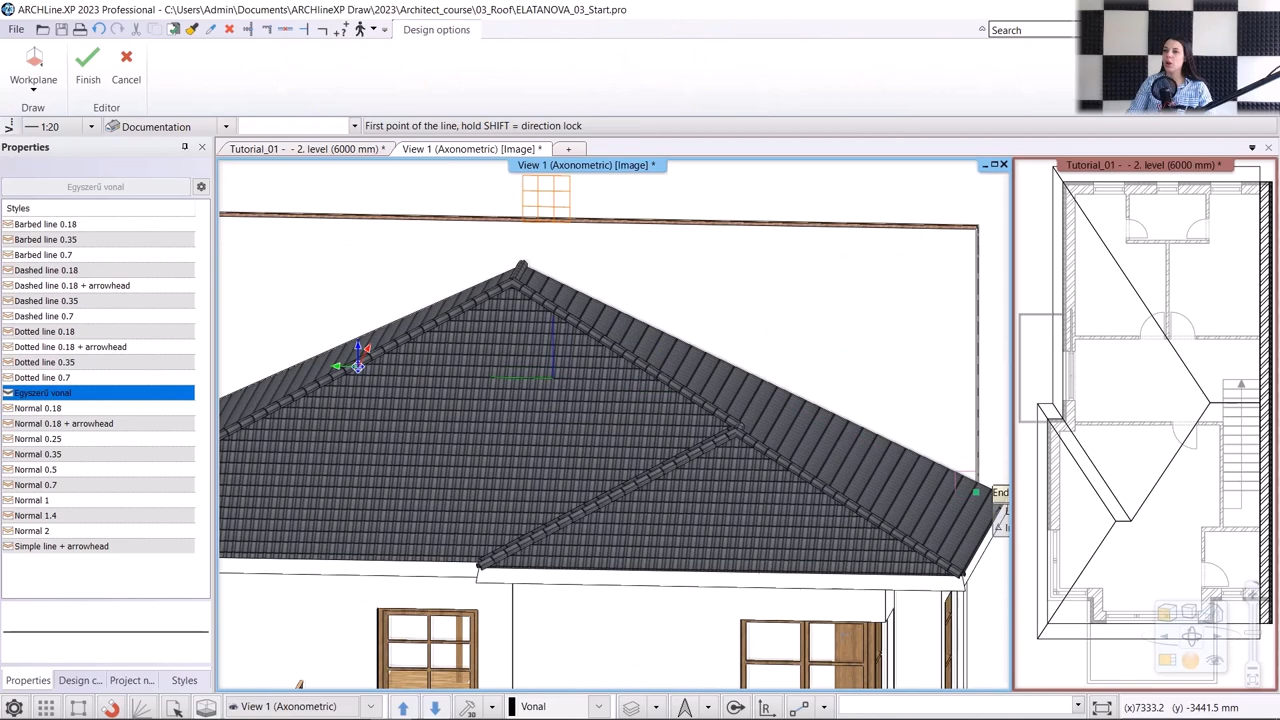 ARCHLine.XP 2023 Professional - C:\Users\Admin\Documents\ARCHlineXP Draw\2023\Architect_course\03_Roof\ELATANOVA_03_Start.pro
File
Design options
Search
Workplane
Finish
Cancel
Draw
Editor
1:20
Documentation
First point of the line, hold SHIFT = direction lock
Properties
Tutorial_01 - - 2. level (6000 mm) *
View 1 (Axonometric) [Image] *
+
View 1 (Axonometric) [Image] *
Tutorial_01 - - 2. level (6000 mm) *
Egyszerű vonal
Styles
Barbed line 0.18
Barbed line 0.35
Barbed line 0.7
Dashed line 0.18
Dashed line 0.18 + arrowhead
Dashed line 0.35
Dashed line 0.7
Dotted line 0.18
Dotted line 0.18 + arrowhead
Dotted line 0.35
Dotted line 0.7
Egyszerű vonal
Normal 0.18
Normal 0.18 + arrowhead
Normal 0.25
Normal 0.35
Normal 0.5
Normal 0.7
Normal 1
Normal 1.4
Normal 2
Simple line + arrowhead
End
Properties
Design c...
Project n...
Styles
View 1 (Axonometric)
Vonal
(x)7333.2
(y)-3441.5 mm